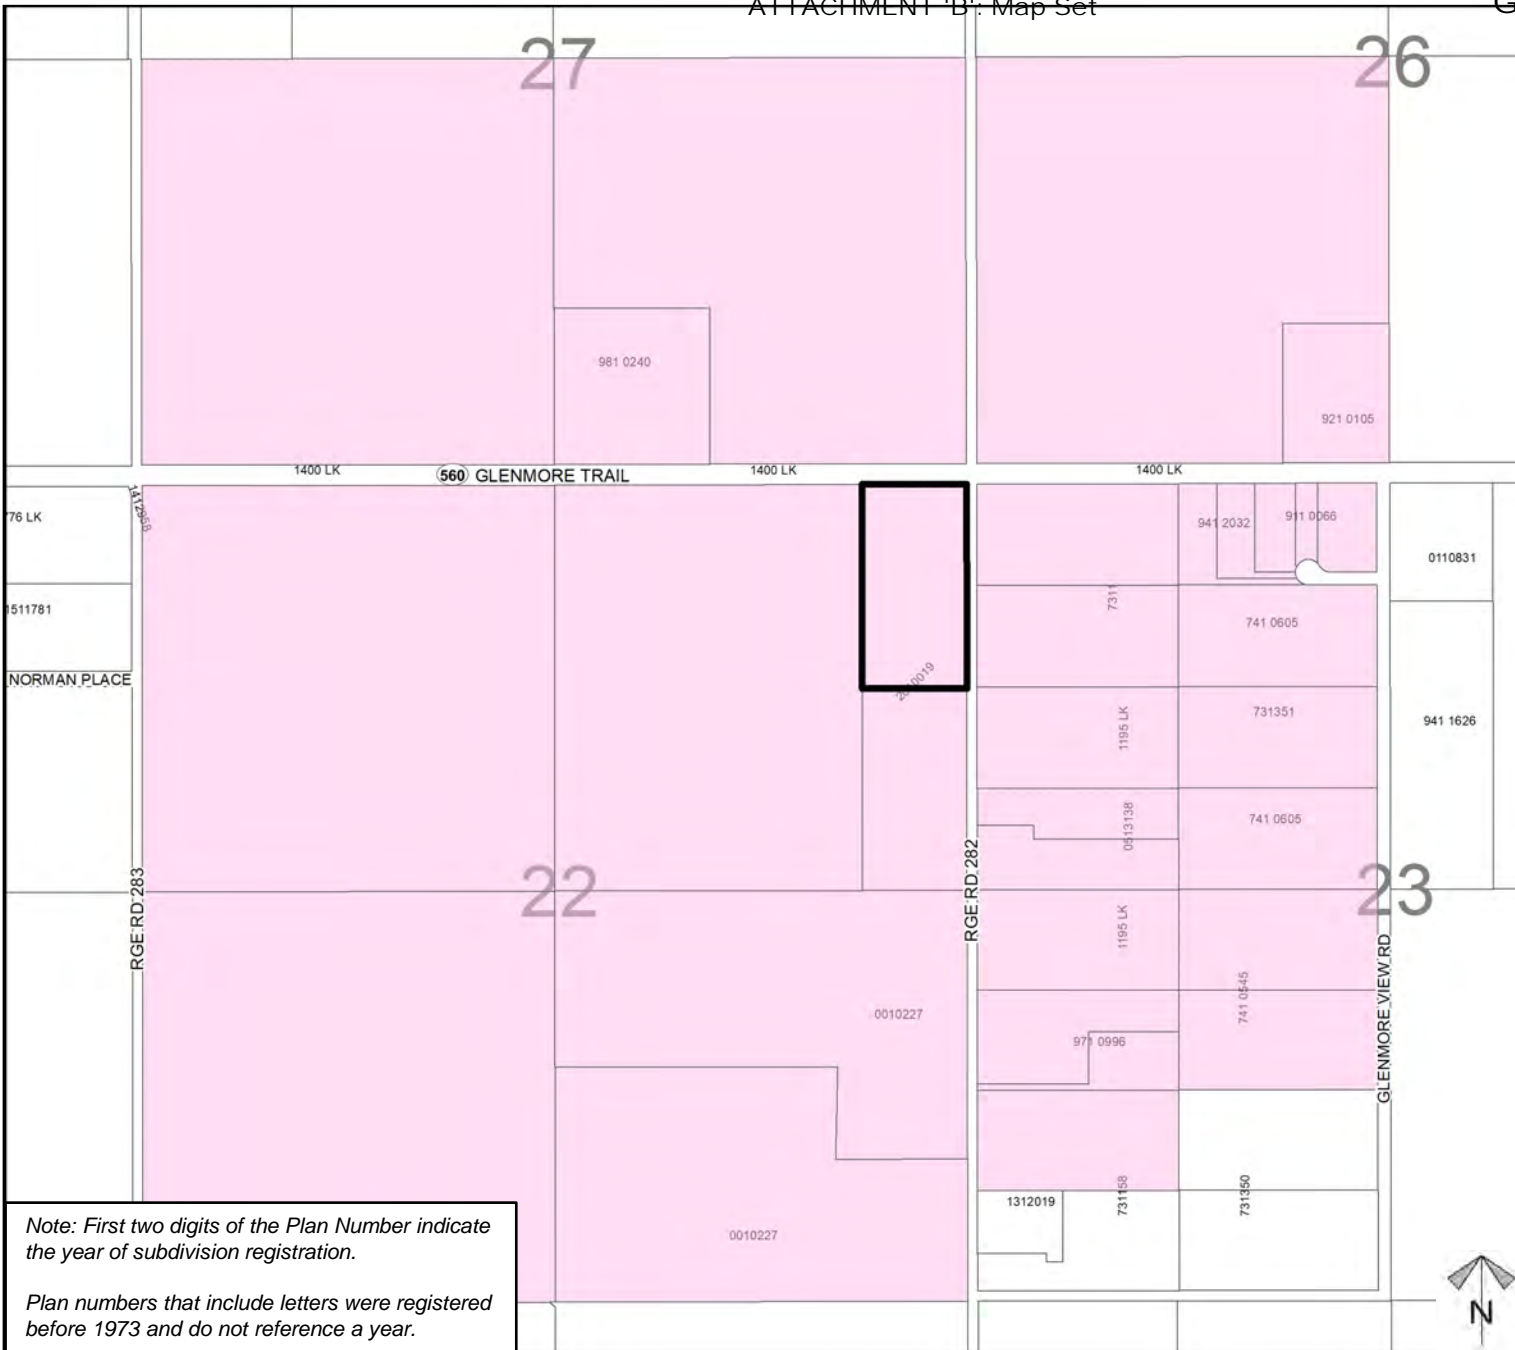 ATTACHMENT 'B': Map Set
27
26
981 0240
921 0105
1400 LK
560 GLENMORE TRAIL
1400 LK
1400 LK
1412958
76 LK
941 2032
911 0066
0110831
1511781
7311
741 0605
NORMAN PLACE
1195 LK
731351
941 1626
0513138
741 0605
RGE RD 283
22
RGE RD 282
23
1195 LK
GLENMORE VIEW RD
741 0545
0010227
971 0996
731158
731350
1312019
0010227
Note: First two digits of the Plan Number indicate
the year of subdivision registration.
Plan numbers that include letters were registered
before 1973 and do not reference a year.
N